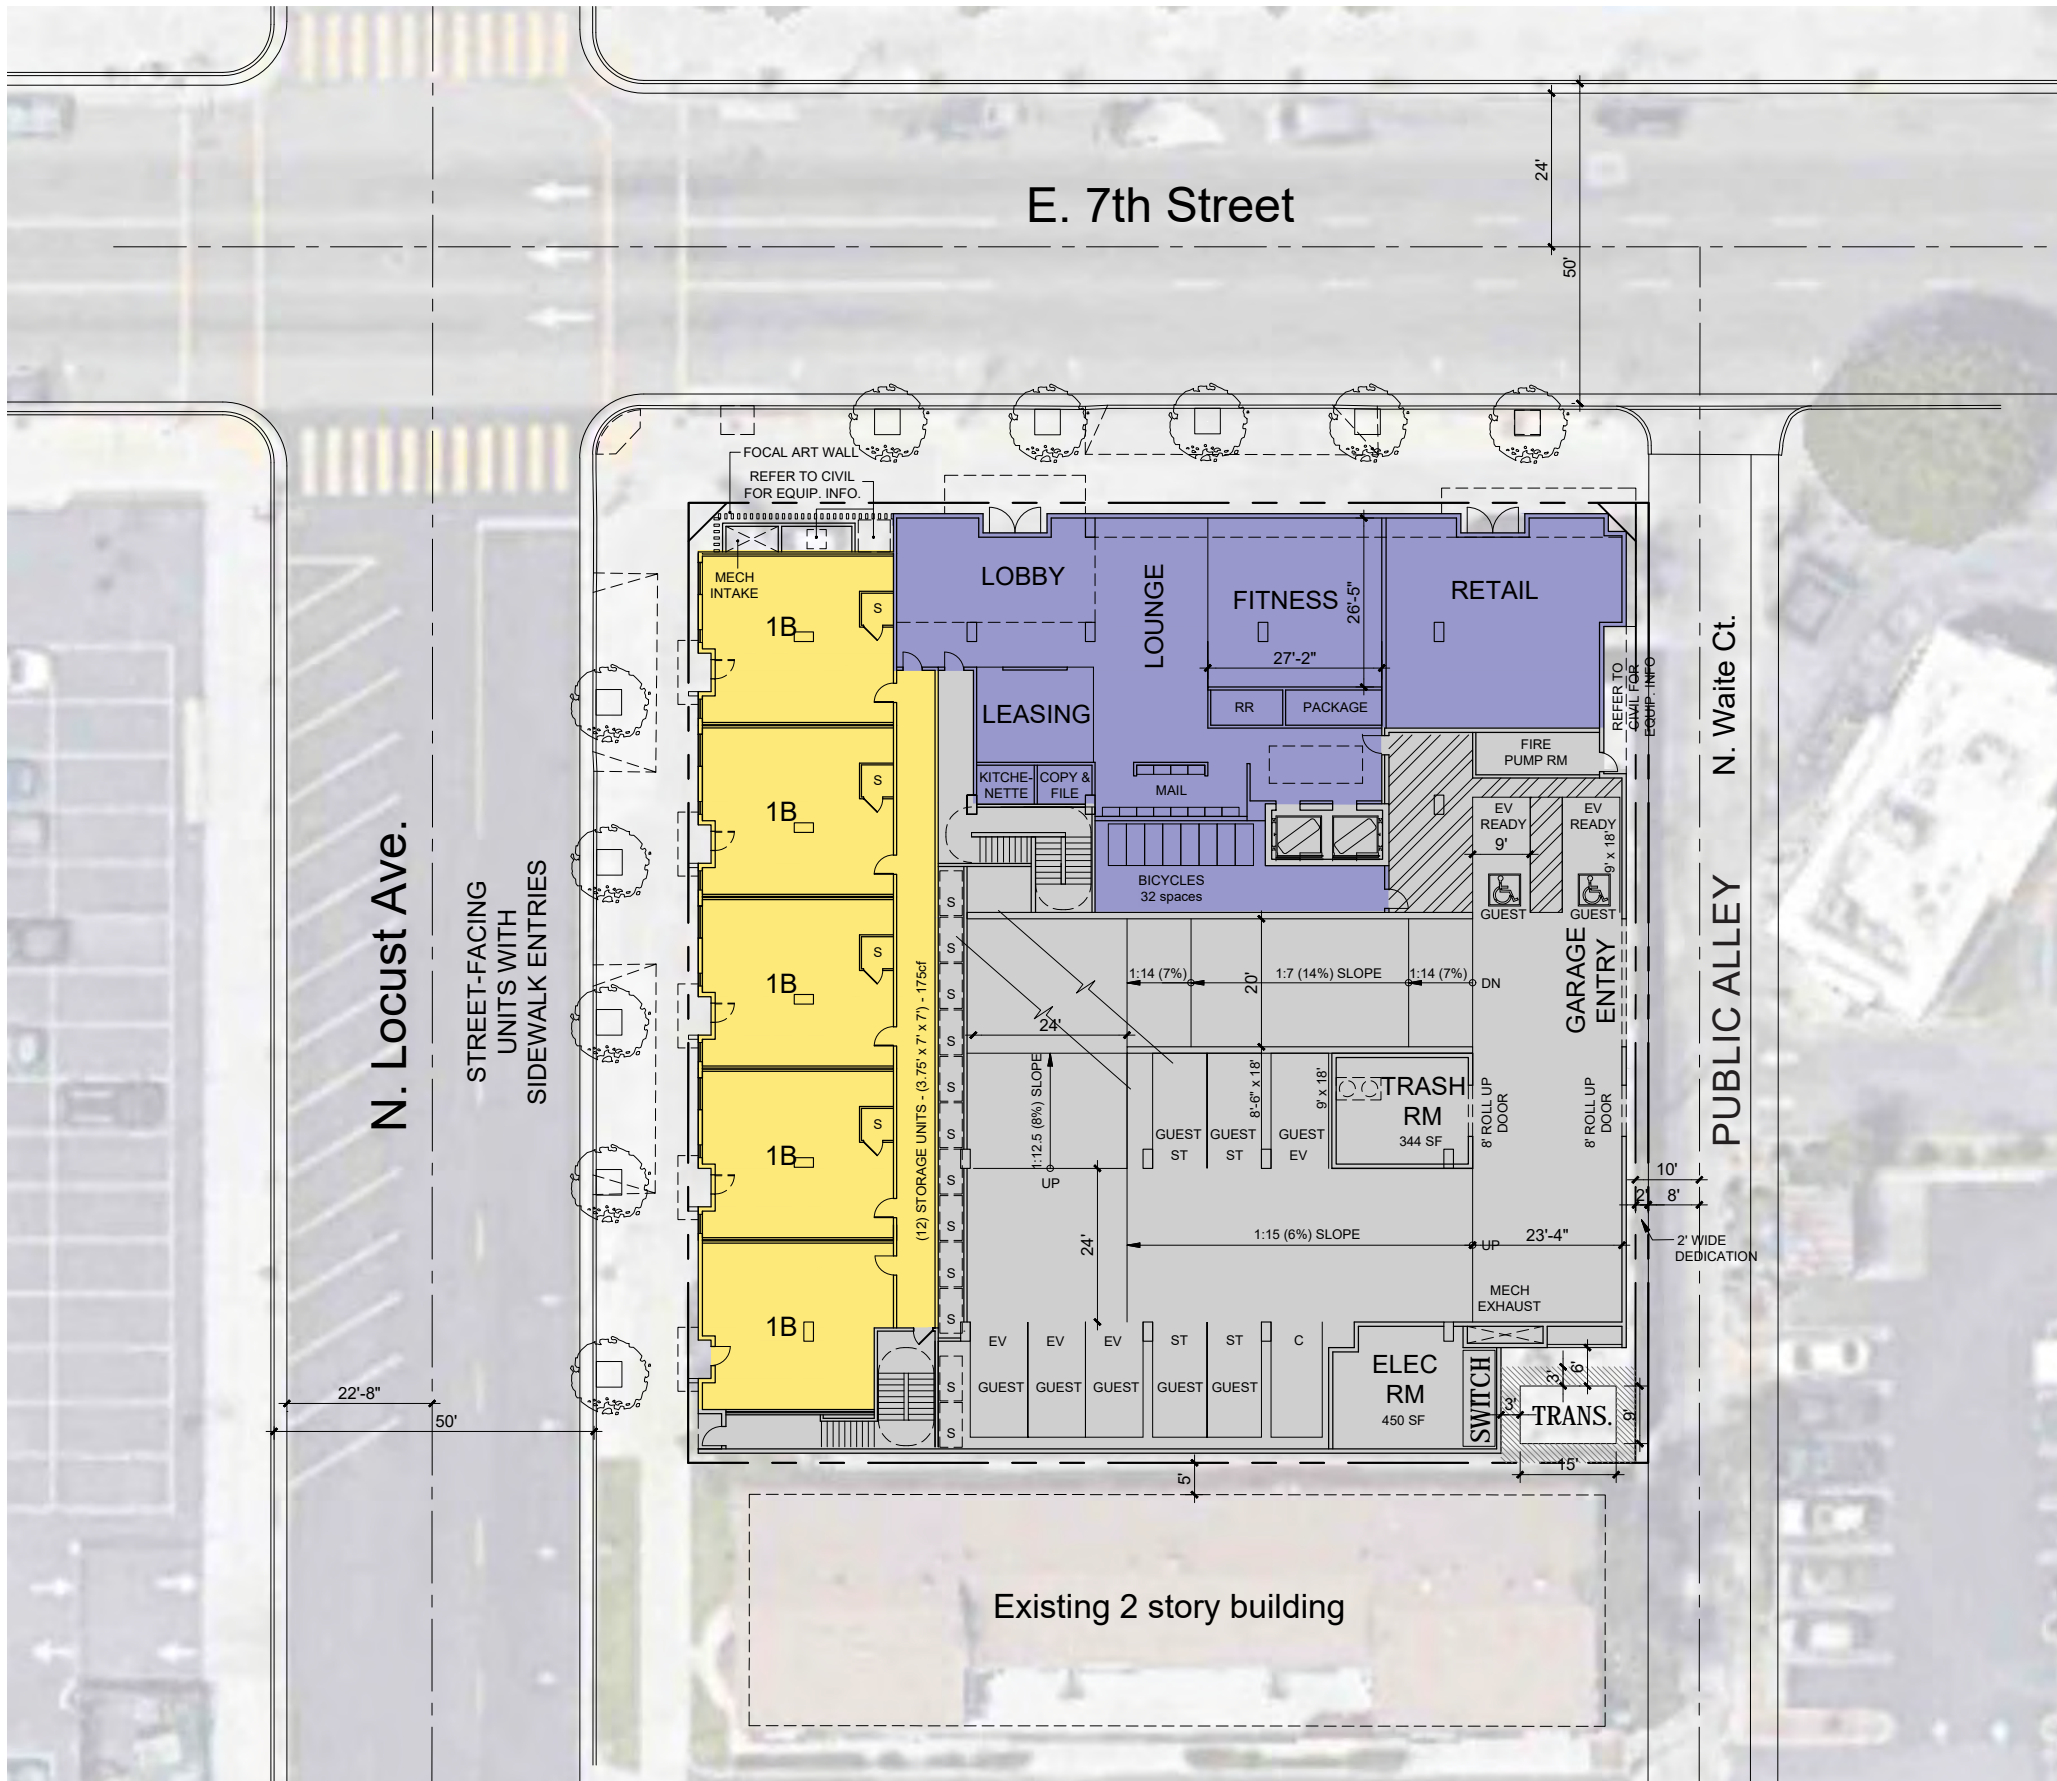 E. 7th Street
24'
50'
FOCAL ART WALL
REFER TO CIVIL
FOR EQUIP. INFO.
MECH
INTAKE
LOBBY
LOUNGE
FITNESS
26'-5"
27'-2"
RETAIL
1B
S
LEASING
RR
PACKAGE
REFER TO
CIVIL FOR
EQUIP. INFO
N. Waite Ct.
FIRE
PUMP RM
KITCHE-
NETTE
COPY &
FILE
MAIL
1B
S
EV
READY
9'
EV
READY
9' x 18'
BICYCLES
32 spaces
GUEST
GUEST
N. Locust Ave.
STREET-FACING
UNITS WITH
SIDEWALK ENTRIES
1B
S
(12) STORAGE UNITS - (3.75' x 7' x 7') - 175cf
S
S
S
S
S
S
S
S
S
S
S
S
1:14 (7%)
20'
1:7 (14%) SLOPE
1:14 (7%)
DN
GARAGE
ENTRY
PUBLIC ALLEY
24'
1:12.5 (8%) SLOPE
UP
8'-6" x 18'
9' x 18'
TRASH
RM
344 SF
8' ROLL UP
DOOR
8' ROLL UP
DOOR
1B
S
GUEST
ST
GUEST
ST
GUEST
EV
10'
2'
8'
24'
1:15 (6%) SLOPE
UP
23'-4"
2' WIDE
DEDICATION
MECH
EXHAUST
1B
EV
EV
EV
ST
ST
C
GUEST
GUEST
GUEST
GUEST
GUEST
ELEC
RM
450 SF
SWITCH
3'
6'
3'
TRANS.
9'
15'
22'-8"
50'
5'
Existing 2 story building